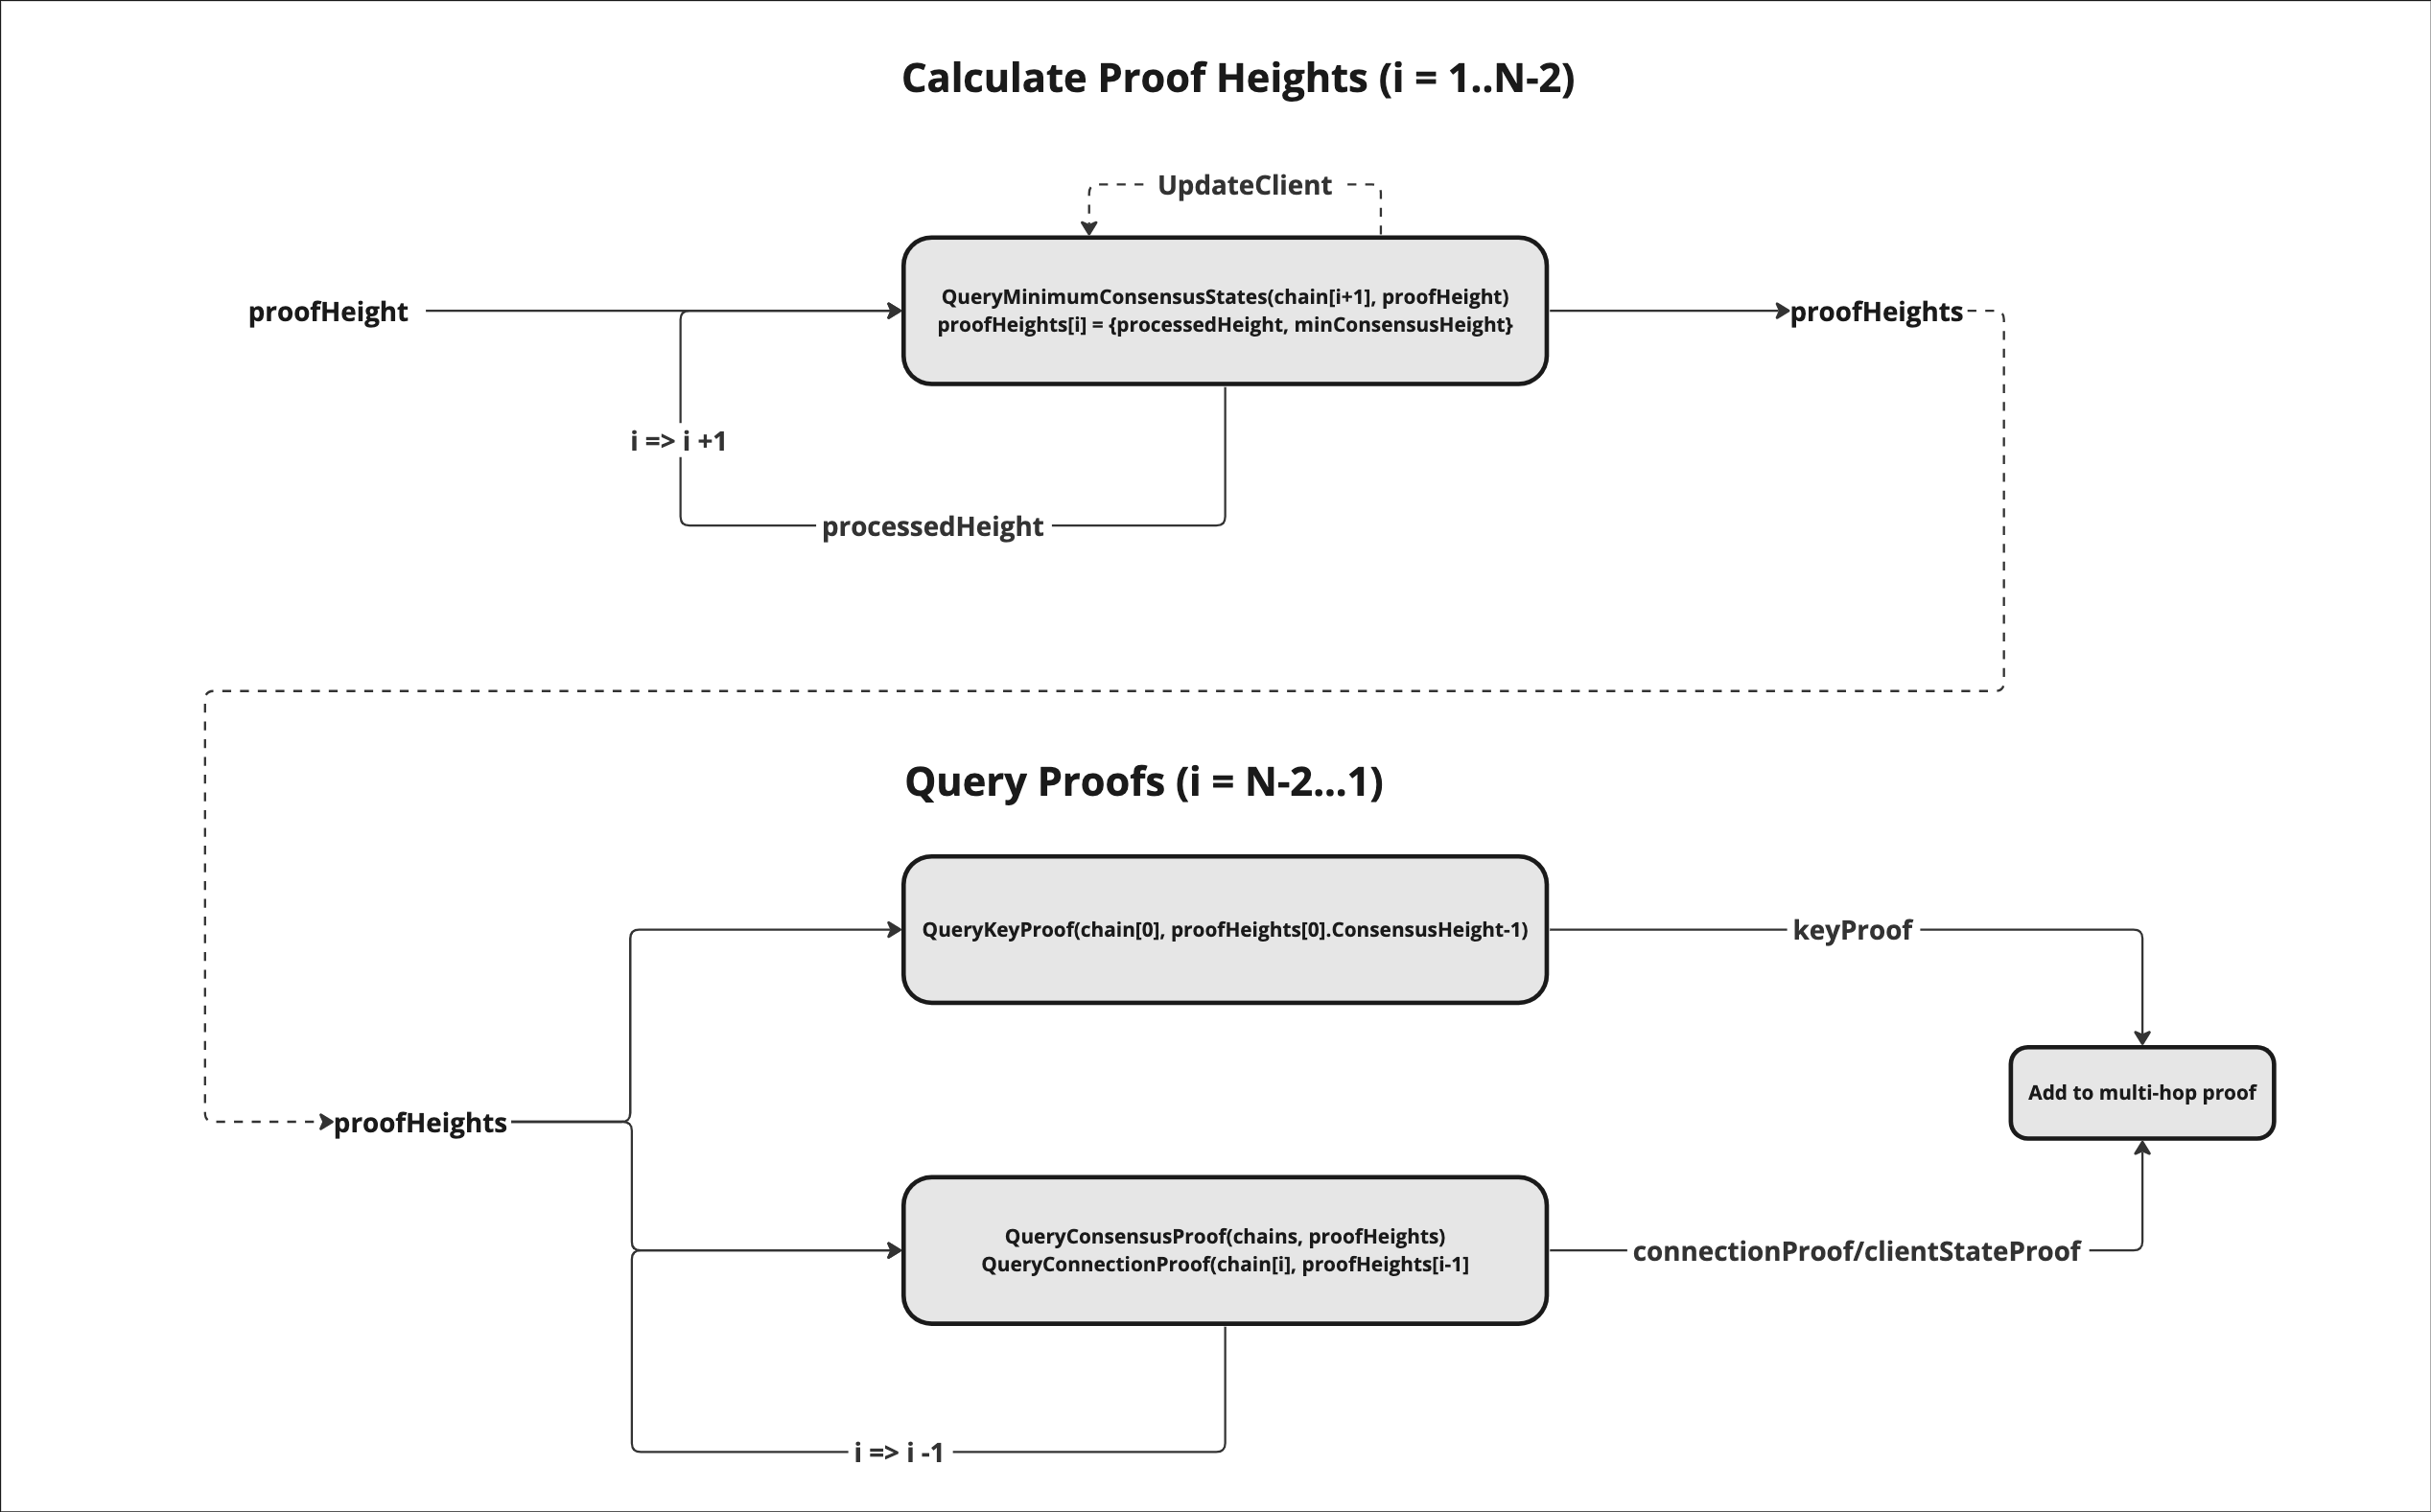 Calculate Proof Heights (i = 1..N-2)
UpdateClient
proofHeight
QueryMinimumConsensusStates(chain[i+1], proofHeight)
proofHeights[i] = {processedHeight, minConsensusHeight}
proofHeights
i => i +1
processedHeight
Query Proofs (i = N-2...1)
QueryKeyProof(chain[0], proofHeights[0].ConsensusHeight-1)
keyProof
Add to multi-hop proof
proofHeights
QueryConsensusProof(chains, proofHeights)
QueryConnectionProof(chain[i], proofHeights[i-1]
connectionProof/clientStateProof
i => i -1